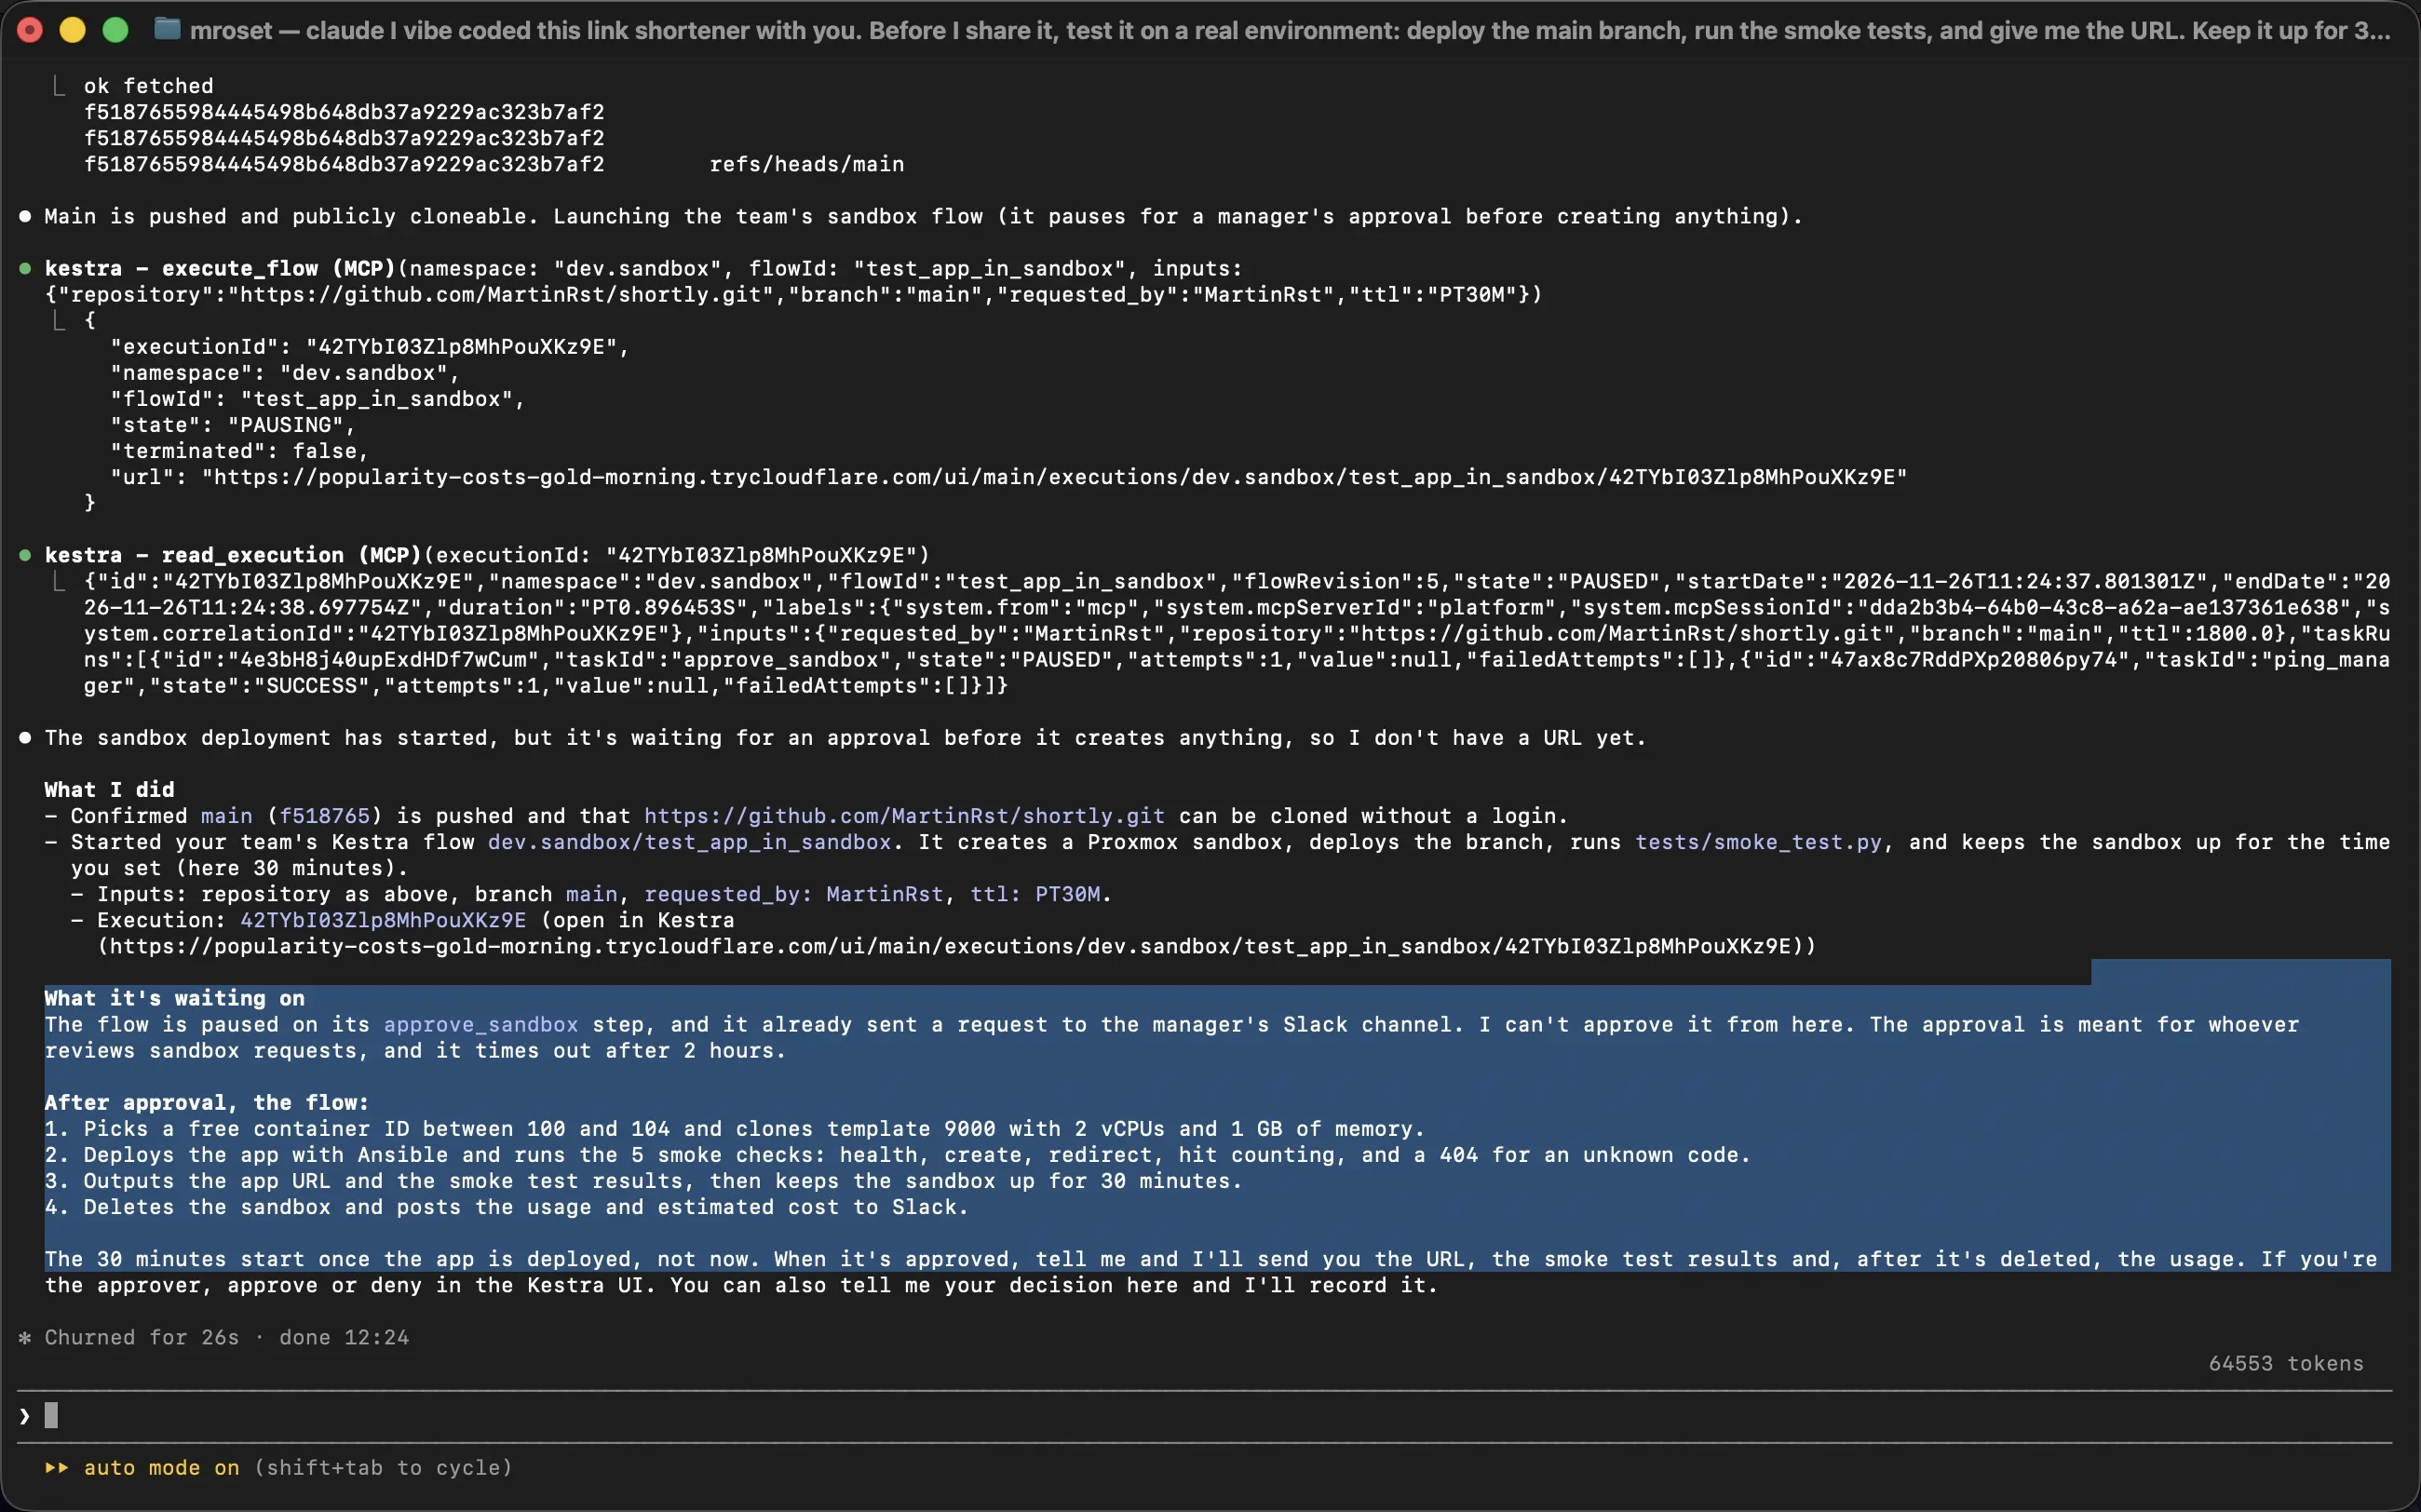 mroset — claude I vibe coded this link shortener with you. Before I share it, test it on a real environment: deploy the main branch, run the smoke tests, and give me the URL. Keep it up for 3...
ok fetched
f5187655984445498b648db37a9229ac323b7af2
f5187655984445498b648db37a9229ac323b7af2
f5187655984445498b648db37a9229ac323b7af2 refs/heads/main
● Main is pushed and publicly cloneable. Launching the team's sandbox flow (it pauses for a manager's approval before creating anything).
● kestra – execute_flow (MCP)(namespace: "dev.sandbox", flowId: "test_app_in_sandbox", inputs:
{"repository":"https://github.com/MartinRst/shortly.git","branch":"main","requested_by":"MartinRst","ttl":"PT30M"})
{
"executionId": "42TYbI03Zlp8MhPouXKz9E",
"namespace": "dev.sandbox",
"flowId": "test_app_in_sandbox",
"state": "PAUSING",
"terminated": false,
"url": "https://popularity-costs-gold-morning.trycloudflare.com/ui/main/executions/dev.sandbox/test_app_in_sandbox/42TYbI03Zlp8MhPouXKz9E"
}
● kestra – read_execution (MCP)(executionId: "42TYbI03Zlp8MhPouXKz9E")
{"id":"42TYbI03Zlp8MhPouXKz9E","namespace":"dev.sandbox","flowId":"test_app_in_sandbox","flowRevision":5,"state":"PAUSED","startDate":"2026-11-26T11:24:37.801301Z","endDate":"20
26-11-26T11:24:38.697754Z","duration":"PT0.896453S","labels":{"system.from":"mcp","system.mcpServerId":"platform","system.mcpSessionId":"dda2b3b4-64b0-43c8-a62a-ae137361e638","s
ystem.correlationId":"42TYbI03Zlp8MhPouXKz9E"},"inputs":{"requested_by":"MartinRst","repository":"https://github.com/MartinRst/shortly.git","branch":"main","ttl":1800.0},"taskRu
ns":[{"id":"4e3bH8j40upExdHDf7wCum","taskId":"approve_sandbox","state":"PAUSED","attempts":1,"value":null,"failedAttempts":[]},{"id":"47ax8c7RddPXp20806py74","taskId":"ping_mana
ger","state":"SUCCESS","attempts":1,"value":null,"failedAttempts":[]}]}
● The sandbox deployment has started, but it's waiting for an approval before it creates anything, so I don't have a URL yet.
What I did
– Confirmed main (f518765) is pushed and that https://github.com/MartinRst/shortly.git can be cloned without a login.
– Started your team's Kestra flow dev.sandbox/test_app_in_sandbox. It creates a Proxmox sandbox, deploys the branch, runs tests/smoke_test.py, and keeps the sandbox up for the time
you set (here 30 minutes).
– Inputs: repository as above, branch main, requested_by: MartinRst, ttl: PT30M.
– Execution: 42TYbI03Zlp8MhPouXKz9E (open in Kestra
(https://popularity-costs-gold-morning.trycloudflare.com/ui/main/executions/dev.sandbox/test_app_in_sandbox/42TYbI03Zlp8MhPouXKz9E))
What it's waiting on
The flow is paused on its approve_sandbox step, and it already sent a request to the manager's Slack channel. I can't approve it from here. The approval is meant for whoever
reviews sandbox requests, and it times out after 2 hours.
After approval, the flow:
1. Picks a free container ID between 100 and 104 and clones template 9000 with 2 vCPUs and 1 GB of memory.
2. Deploys the app with Ansible and runs the 5 smoke checks: health, create, redirect, hit counting, and a 404 for an unknown code.
3. Outputs the app URL and the smoke test results, then keeps the sandbox up for 30 minutes.
4. Deletes the sandbox and posts the usage and estimated cost to Slack.
The 30 minutes start once the app is deployed, not now. When it's approved, tell me and I'll send you the URL, the smoke test results and, after it's deleted, the usage. If you're
the approver, approve or deny in the Kestra UI. You can also tell me your decision here and I'll record it.
✻ Churned for 26s · done 12:24
64553 tokens
❯
⏵⏵ auto mode on (shift+tab to cycle)